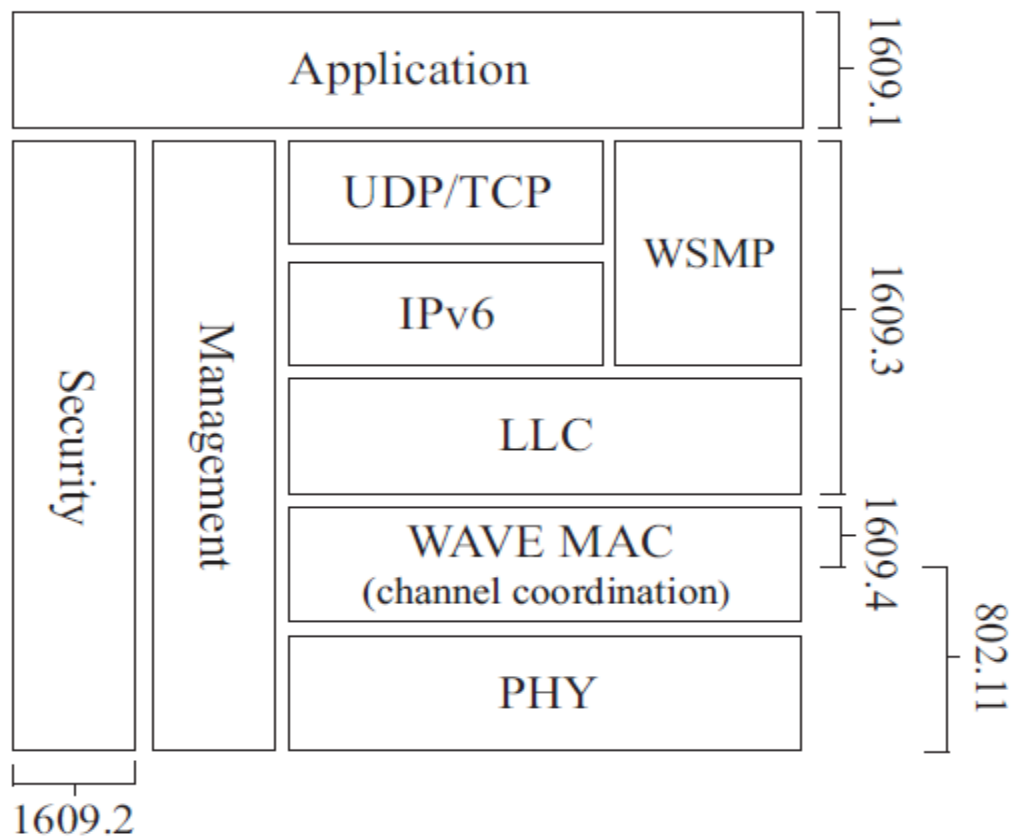 Application
1609.1
Security
Management
UDP/TCP
WSMP
IPv6
1609.3
LLC
WAVE MAC
(channel coordination)
1609.4
PHY
802.11
1609.2